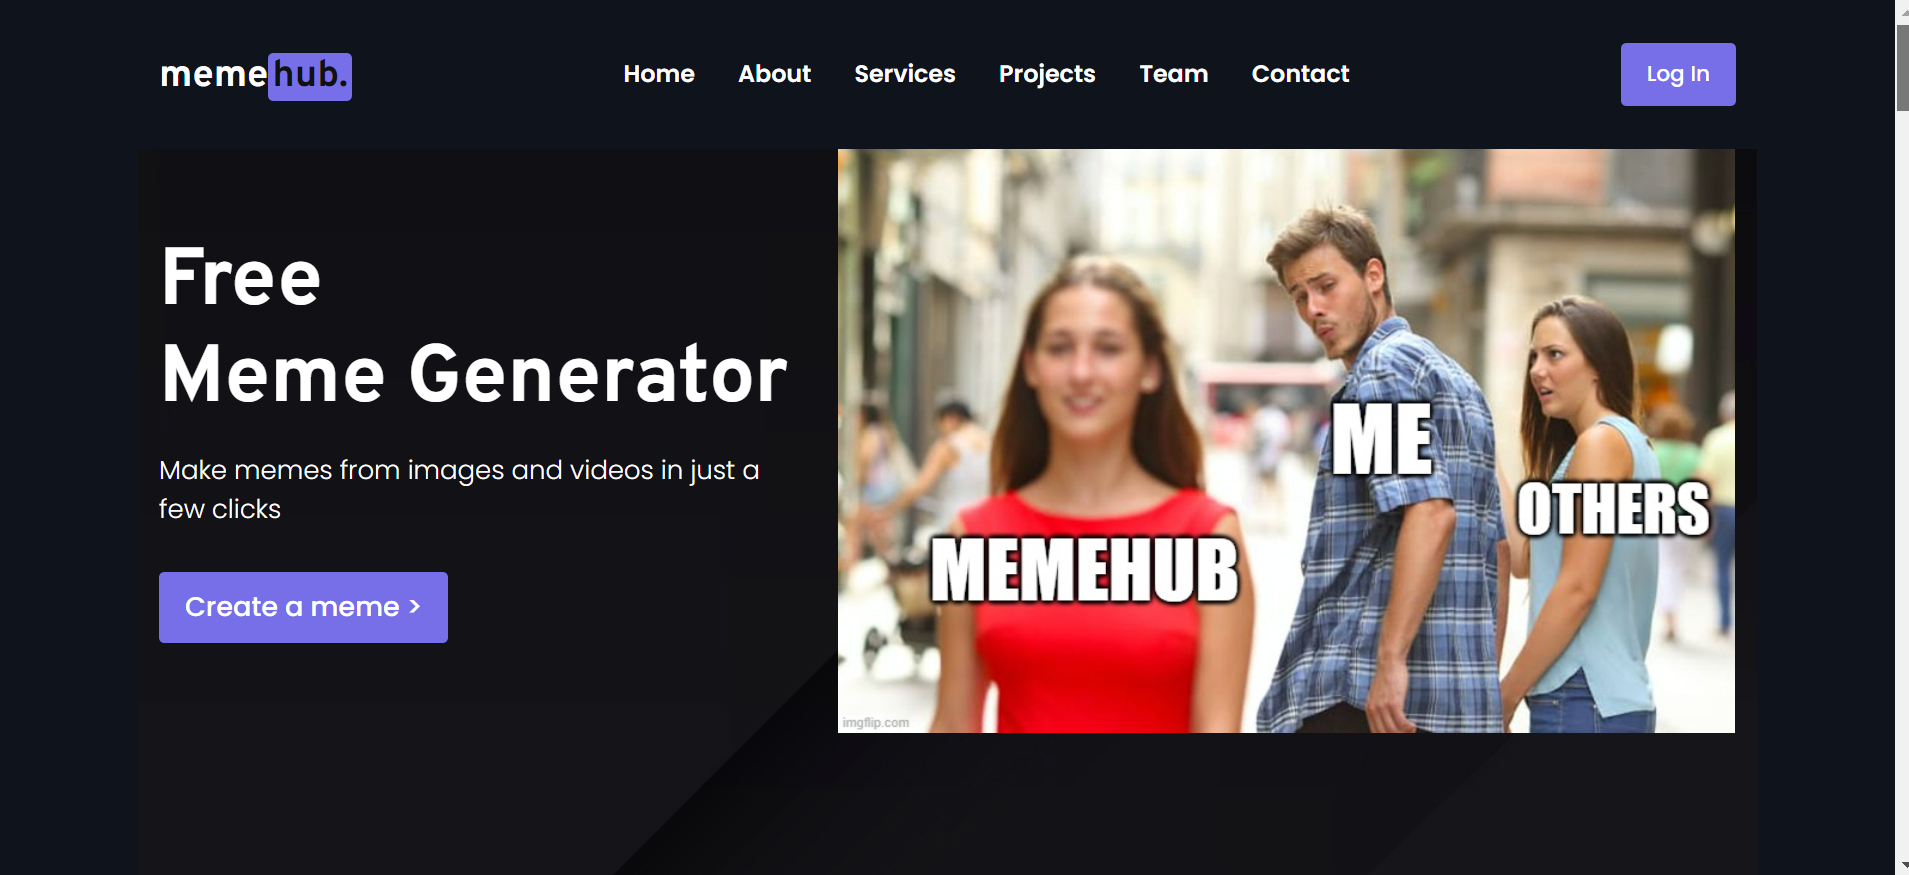 memehub.
Home About Services Projects Team Contact
Log In
Free
Meme Generator
Make memes from images and videos in just a
few clicks
Create a meme >
ME
OTHERS
MEMEHUB
imgflip.com